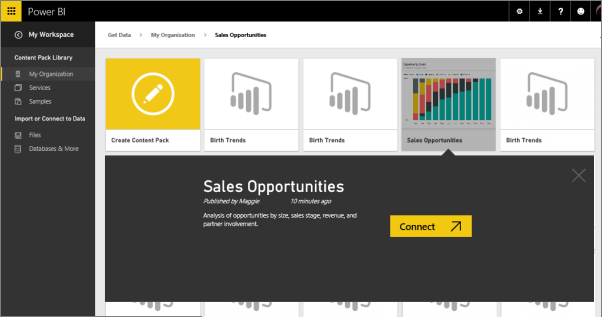 Power BI
?
My Workspace
Get Data > My Organization > Sales Opportunities
Content Pack Library
My Organization
Services
Samples
Import or Connect to Data
Files
Databases & More
Create Content Pack
Birth Trends
Birth Trends
Sales Opportunities
Birth Trends
Sales Opportunities
Published by Maggie 10 minutes ago
Analysis of opportunities by size, sales stage, revenue, and
partner involvement.
Connect